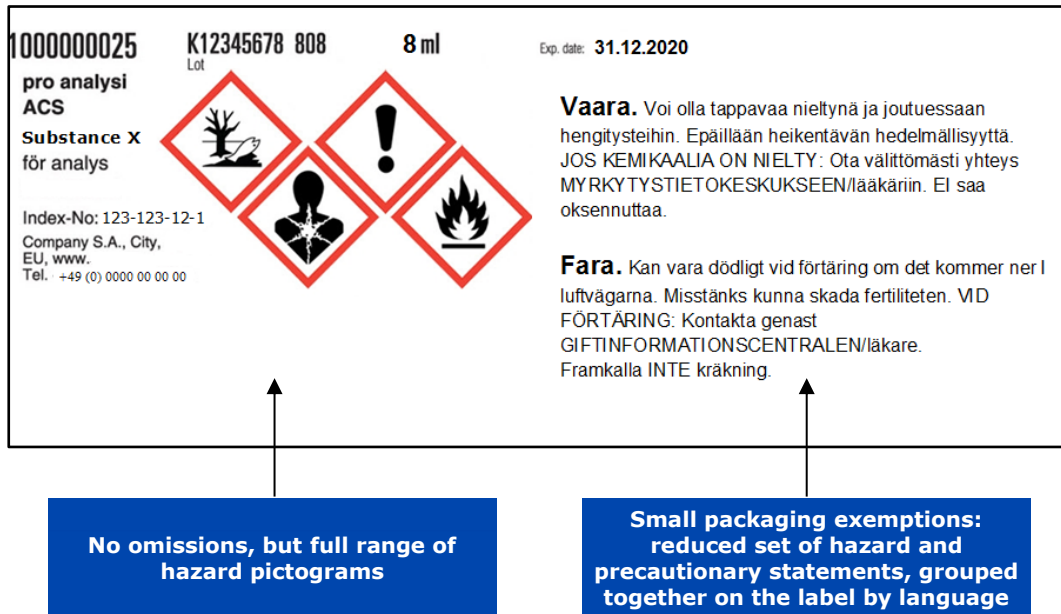 1000000025
K12345678 808
8 ml
Lot
Exp. date: 31.12.2020
pro analysi
ACS
Substance X
för analys
Index-No: 123-123-12-1
Company S.A., City,
EU, www.
Tel. +49 (0) 0000 00 00 00
Vaara. Voi olla tappavaa nieltynä ja joutuessaan
hengitysteihin. Epäillään heikentävän hedelmällisyyttä.
JOS KEMIKAALIA ON NIELTY: Ota välittömästi yhteys
MYRKYTYSTIETOKESKUKSEEN/lääkäriin. EI saa
oksennuttaa.
Fara. Kan vara dödligt vid förtäring om det kommer ner I
luftvägarna. Misstänks kunna skada fertiliteten. VID
FÖRTÄRING: Kontakta genast
GIFTINFORMATIONSCENTRALEN/läkare.
Framkalla INTE kräkning.
No omissions, but full range of
hazard pictograms
Small packaging exemptions:
reduced set of hazard and
precautionary statements, grouped
together on the label by language